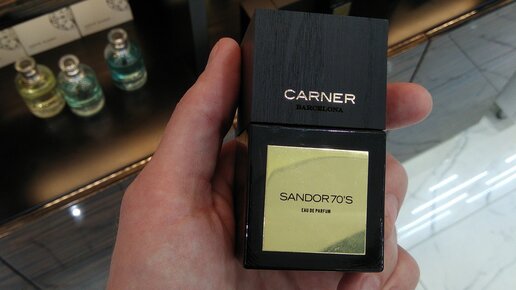 CARNER
BARCELONA
SANDOR 70'S
EAU DE PARFUM